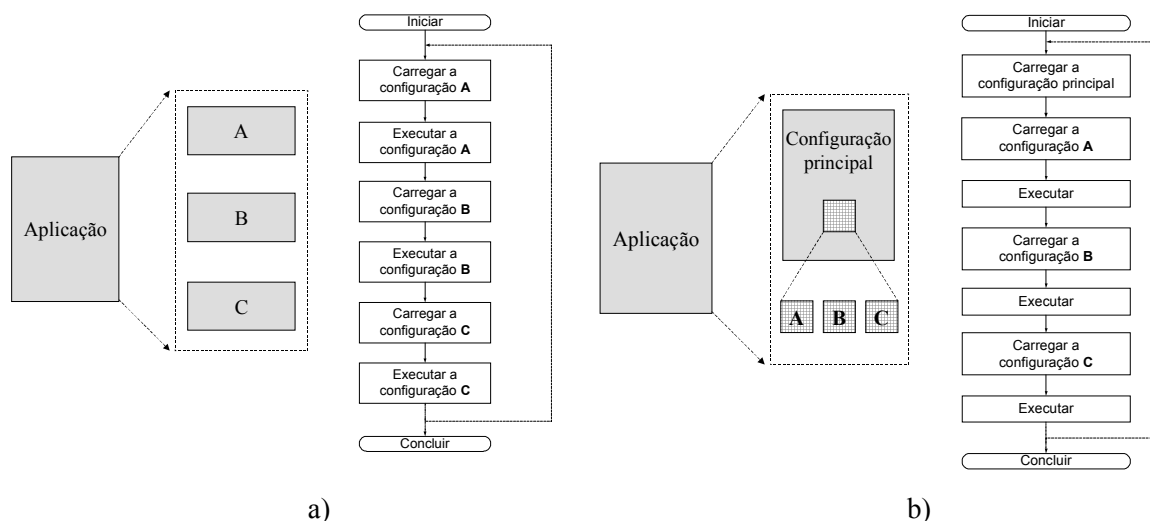 Aplicação
A
B
C
Iniciar
Carregar a
configuração A
Executar a
configuração A
Carregar a
configuração B
Executar a
configuração B
Carregar a
configuração C
Executar a
configuração C
Concluir
a)
Aplicação
Configuração
principal
A B C
Iniciar
Carregar a
configuração principal
Carregar a
configuração A
Executar
Carregar a
configuração B
Executar
Carregar a
configuração C
Executar
Concluir
b)